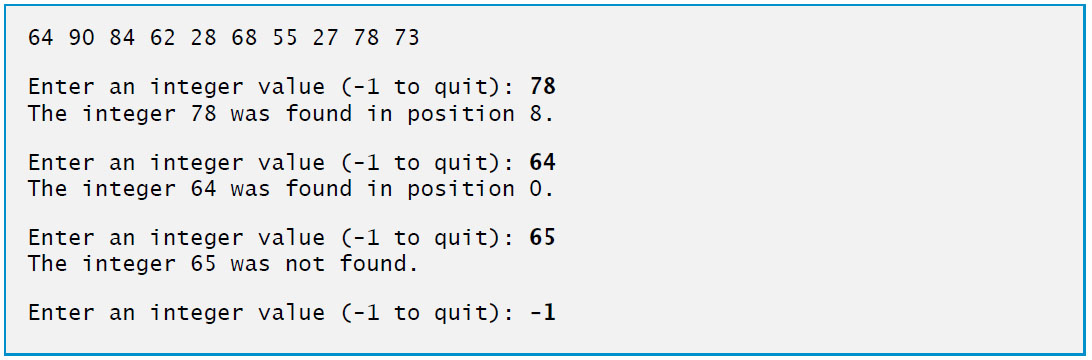 64 90 84 62 28 68 55 27 78 73
Enter an integer value (-1 to quit): 78
The integer 78 was found in position 8.
Enter an integer value (-1 to quit): 64
The integer 64 was found in position 0.
Enter an integer value (-1 to quit): 65
The integer 65 was not found.
Enter an integer value (-1 to quit): -1